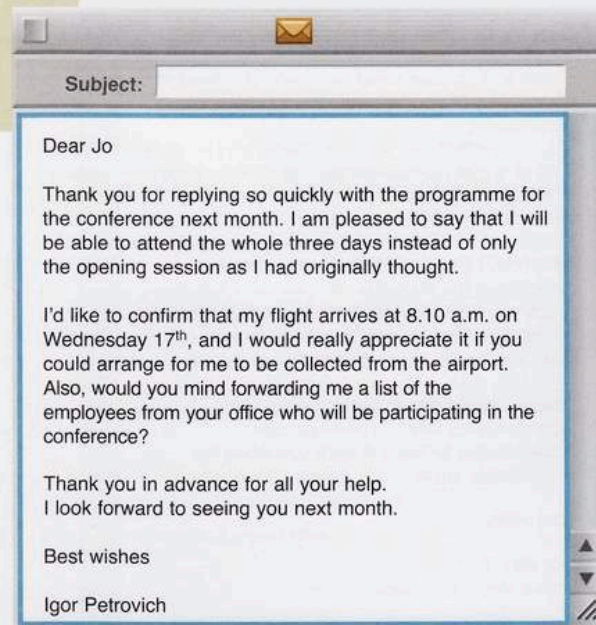 Subject:
Dear Jo
Thank you for replying so quickly with the programme for
the conference next month. I am pleased to say that I will
be able to attend the whole three days instead of only
the opening session as I had originally thought.
I'd like to confirm that my flight arrives at 8.10 a.m. on
Wednesday 17th, and I would really appreciate it if you
could arrange for me to be collected from the airport.
Also, would you mind forwarding me a list of the
employees from your office who will be participating in the
conference?
Thank you in advance for all your help.
I look forward to seeing you next month.
Best wishes
Igor Petrovich